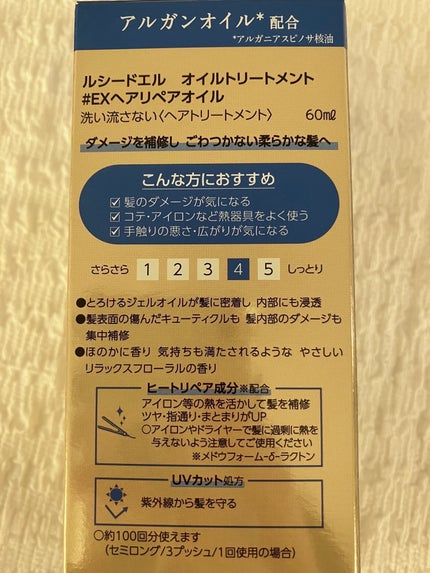 アルガンオイル* 配合
*アルガニアスピノサ核油
ルシードエル オイルトリートメント
#EXヘアリペアオイル
洗い流さない〈ヘアトリートメント〉 60mℓ
ダメージを補修し ごわつかない柔らかな髪へ
こんな方におすすめ
☑ 髪のダメージが気になる
☑ コテ・アイロンなど熱器具をよく使う
☑ 手触りの悪さ・広がりが気になる
さらさら 1 2 3 4 5 しっとり
●とろけるジェルオイルが髪に密着し 内部にも浸透
●髪表面の傷んだキューティクルも 髪内部のダメージも
集中補修
●ほのかに香り 気持ちも満たされるような やさしい
リラックスフローラルの香り
ヒートリペア成分※配合
アイロン等の熱を活かして髪を補修
ツヤ・指通り・まとまりがUP
○アイロンやドライヤーで髪に過剰に熱を
与えないよう注意してご使用ください
※メドウフォーム-δ-ラクトン
UVカット処方
紫外線から髪を守る
○約100回分使えます
(セミロング/3プッシュ/1回使用の場合)